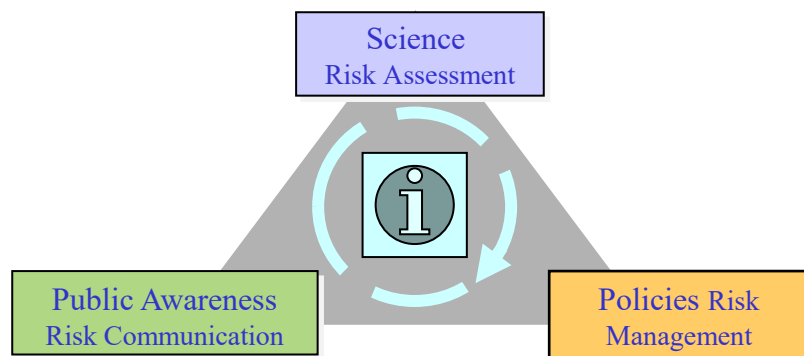 Science
Risk Assessment
i
Public Awareness
Risk Communication
Policies Risk
Management